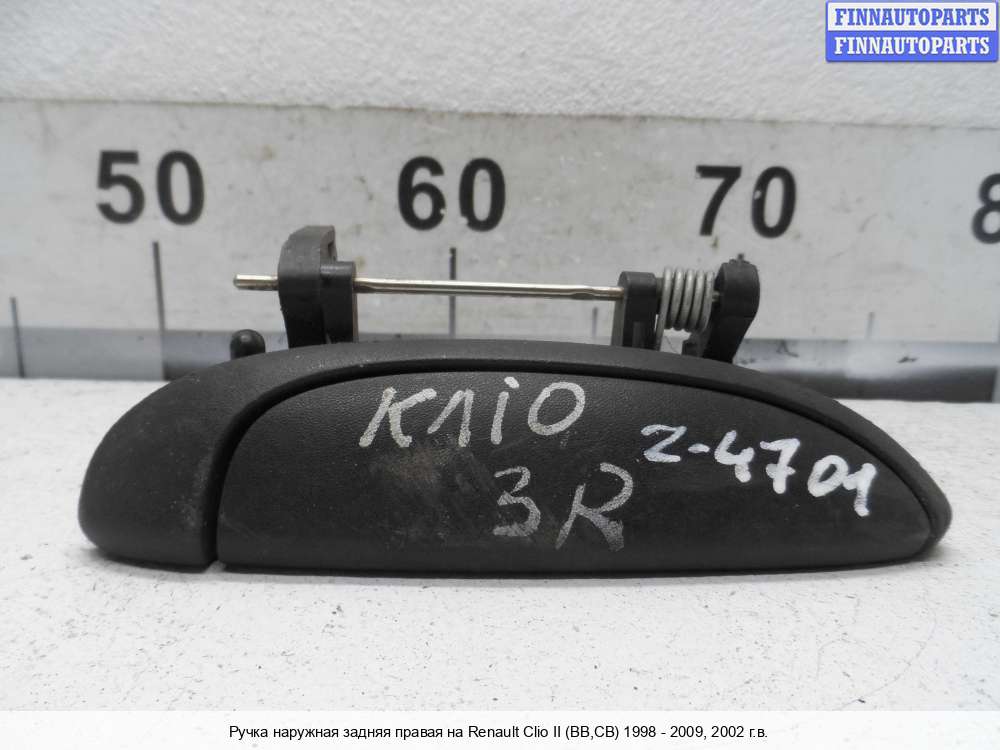 FINNAUTOPARTS
FINNAUTOPARTS
50 60 70 8
Клio
3R
2-4701
Ручка наружная задняя правая на Renault Clio II (BB,CB) 1998 - 2009, 2002 г.в.